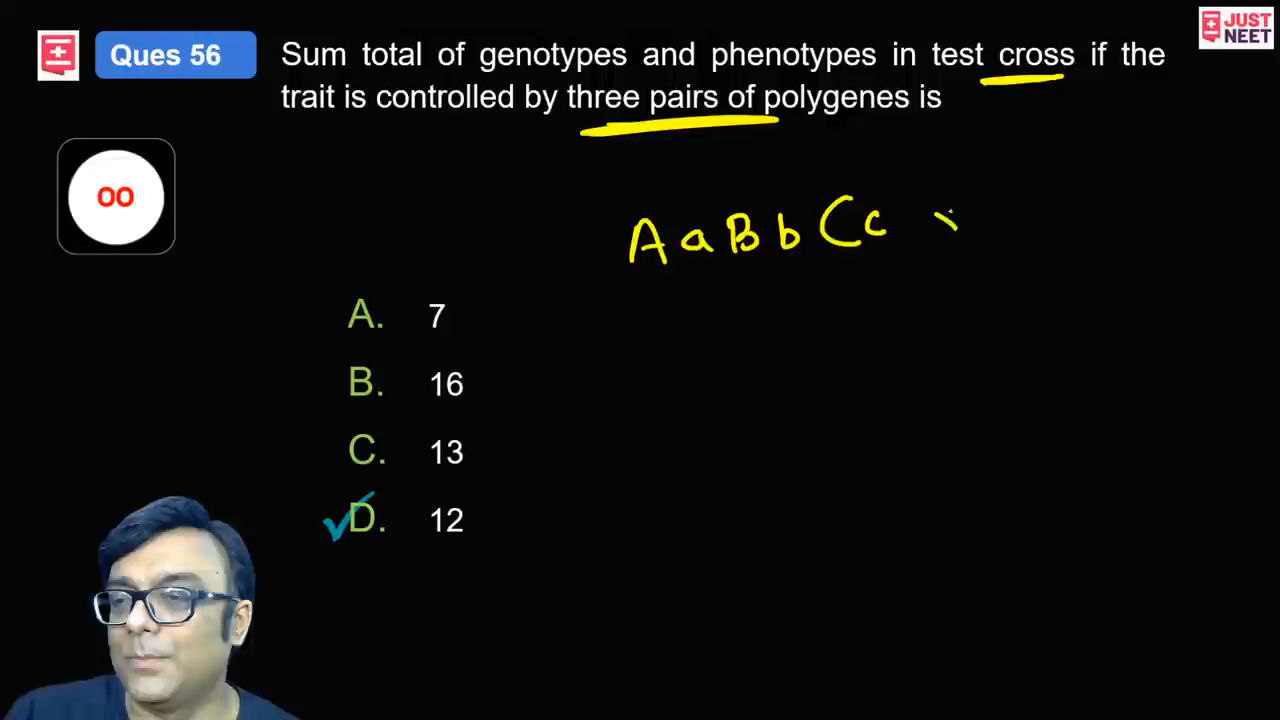 JUST
NEET
Ques 56
Sum total of genotypes and phenotypes in test cross if the
trait is controlled by three pairs of polygenes is
00
AaBbCc ×
A. 7
B. 16
C. 13
D. 12